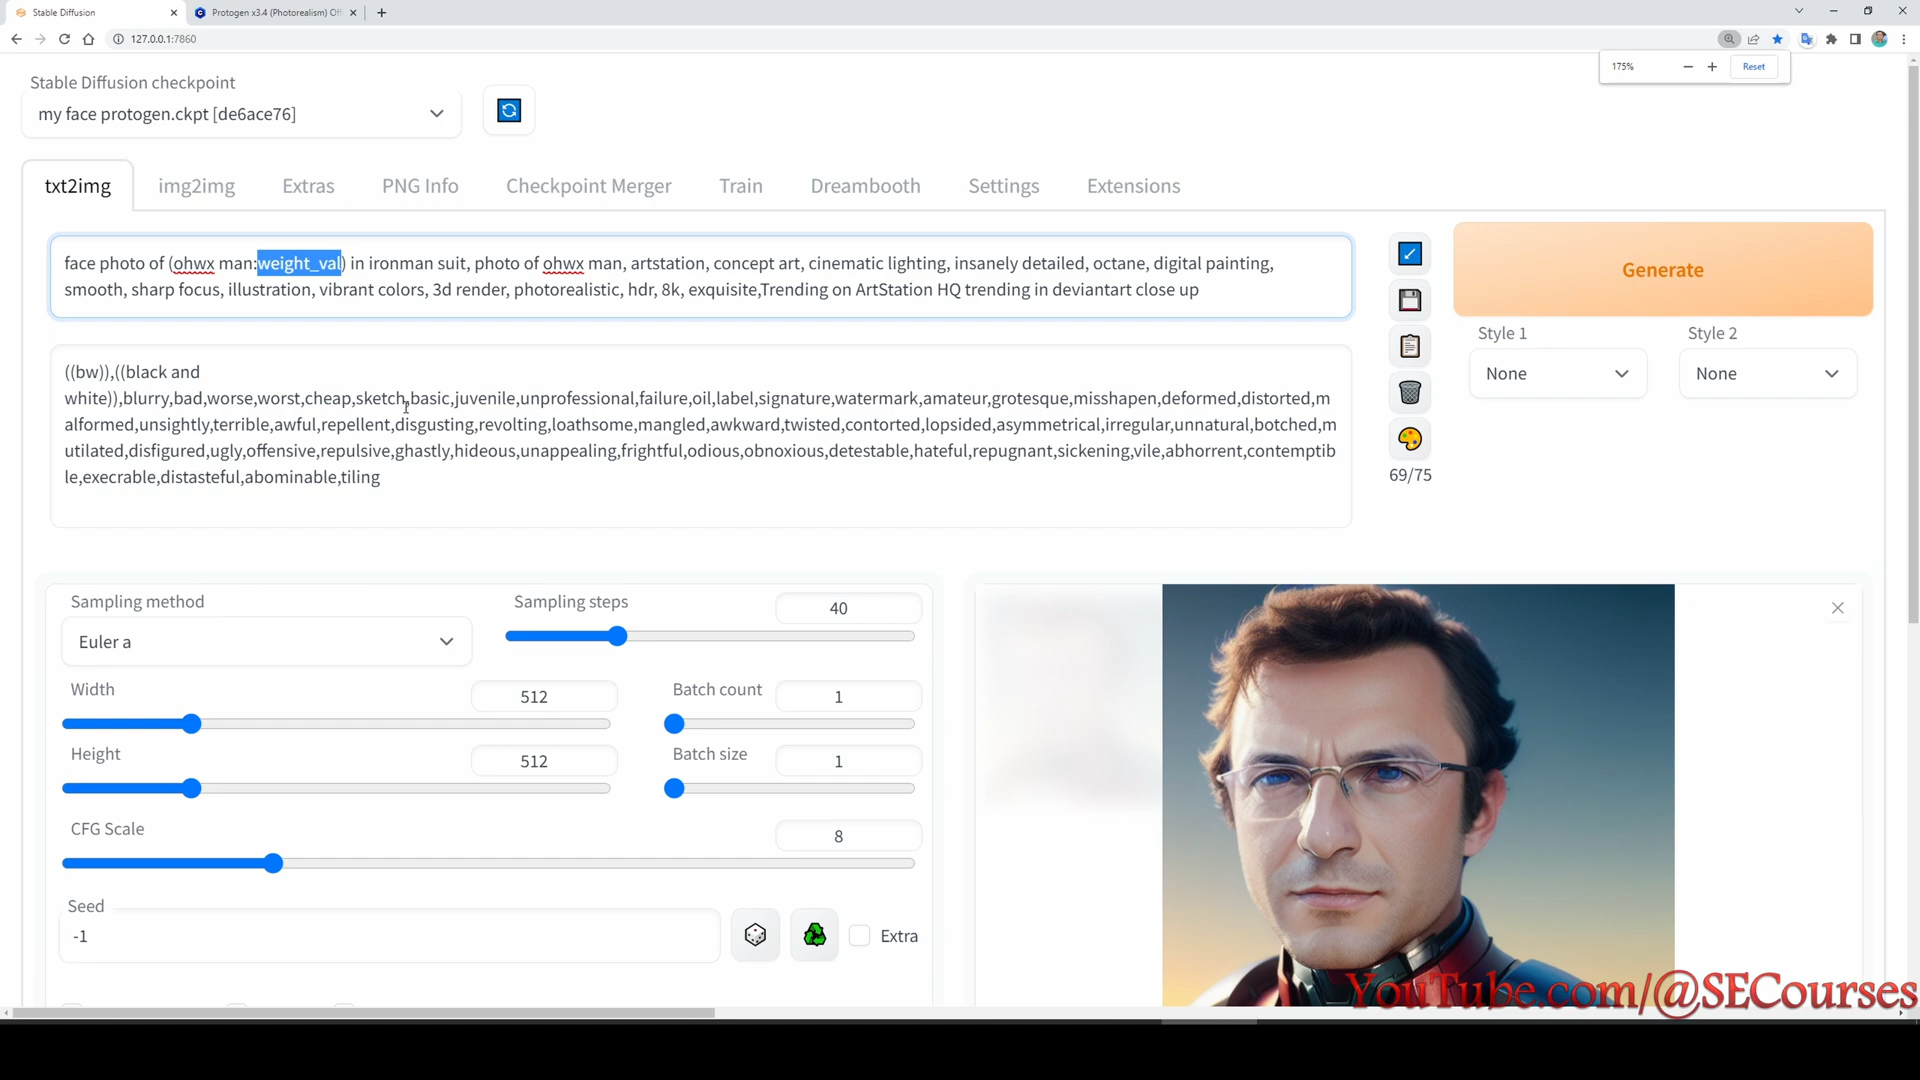 Stable Diffusion
Protogen x3.4 (Photorealism) Off
127.0.0.1:7860
175%
Reset
Stable Diffusion checkpoint
my face protogen.ckpt [de6ace76]
txt2img
img2img
Extras
PNG Info
Checkpoint Merger
Train
Dreambooth
Settings
Extensions
face photo of (ohwx man:weight_val) in ironman suit, photo of ohwx man, artstation, concept art, cinematic lighting, insanely detailed, octane, digital painting,
smooth, sharp focus, illustration, vibrant colors, 3d render, photorealistic, hdr, 8k, exquisite,Trending on ArtStation HQ trending in deviantart close up
Generate
Style 1
Style 2
None
None
((bw)),((black and
white)),blurry,bad,worse,worst,cheap,sketch,basic,juvenile,unprofessional,failure,oil,label,signature,watermark,amateur,grotesque,misshapen,deformed,distorted,m
alformed,unsightly,terrible,awful,repellent,disgusting,revolting,loathsome,mangled,awkward,twisted,contorted,lopsided,asymmetrical,irregular,unnatural,botched,m
utilated,disfigured,ugly,offensive,repulsive,ghastly,hideous,unappealing,frightful,odious,obnoxious,detestable,hateful,repugnant,sickening,vile,abhorrent,contemptib
le,execrable,distasteful,abominable,tiling
69/75
Sampling method
Euler a
Sampling steps
40
Width
512
Batch count
1
Height
512
Batch size
1
CFG Scale
8
Seed
-1
Extra
YouTube.com/@SECourses